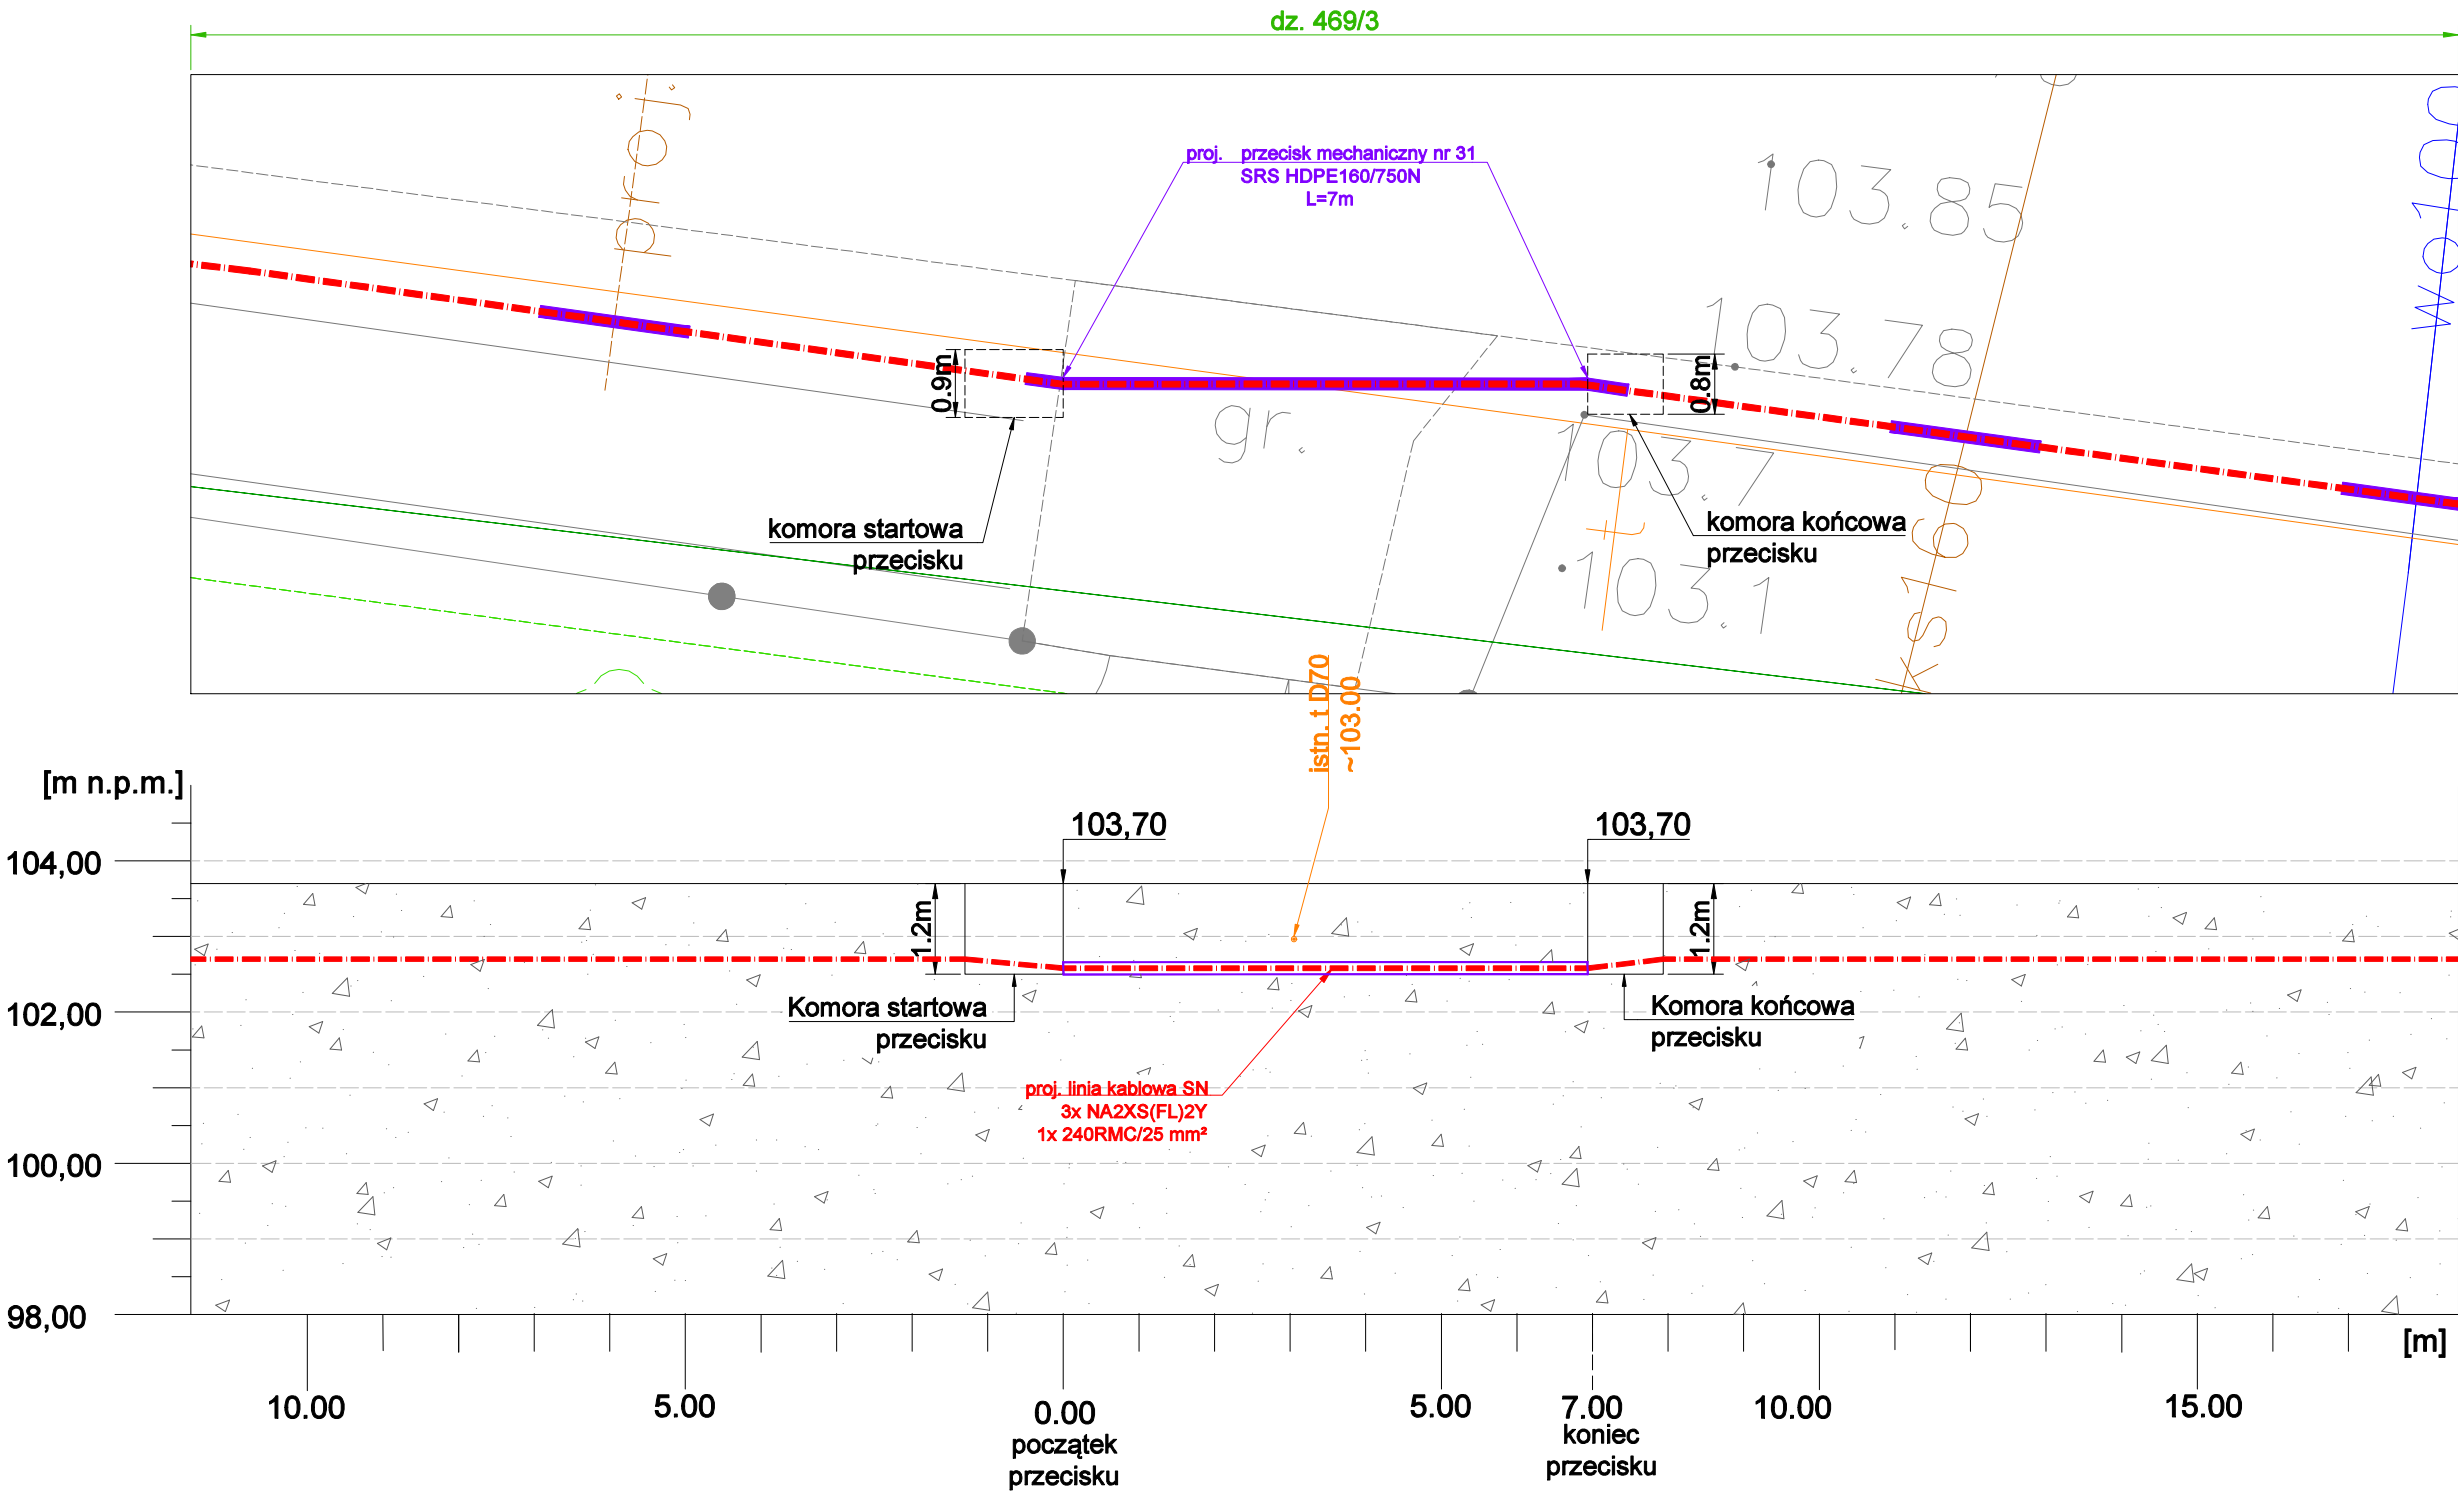 dz. 469/3
proj.
proj. przecisk mechaniczny nr 31
SRS HDPE160/750N
L=7m
103.85
103.78
wo100
0.9m
0.8m
gr.
103.7
t
103.1
ks160
komora startowa
przecisku
komora końcowa
przecisku
istn. t D70
~103.00
[m n.p.m.]
103,70
103,70
104,00
1.2m
1.2m
102,00
Komora startowa
przecisku
Komora końcowa
przecisku
proj. linia kablowa SN
3x NA2XS(FL)2Y
1x 240RMC/25 mm²
100,00
98,00
[m]
10.00
5.00
0.00
5.00
7.00
10.00
15.00
początek
przecisku
koniec
przecisku